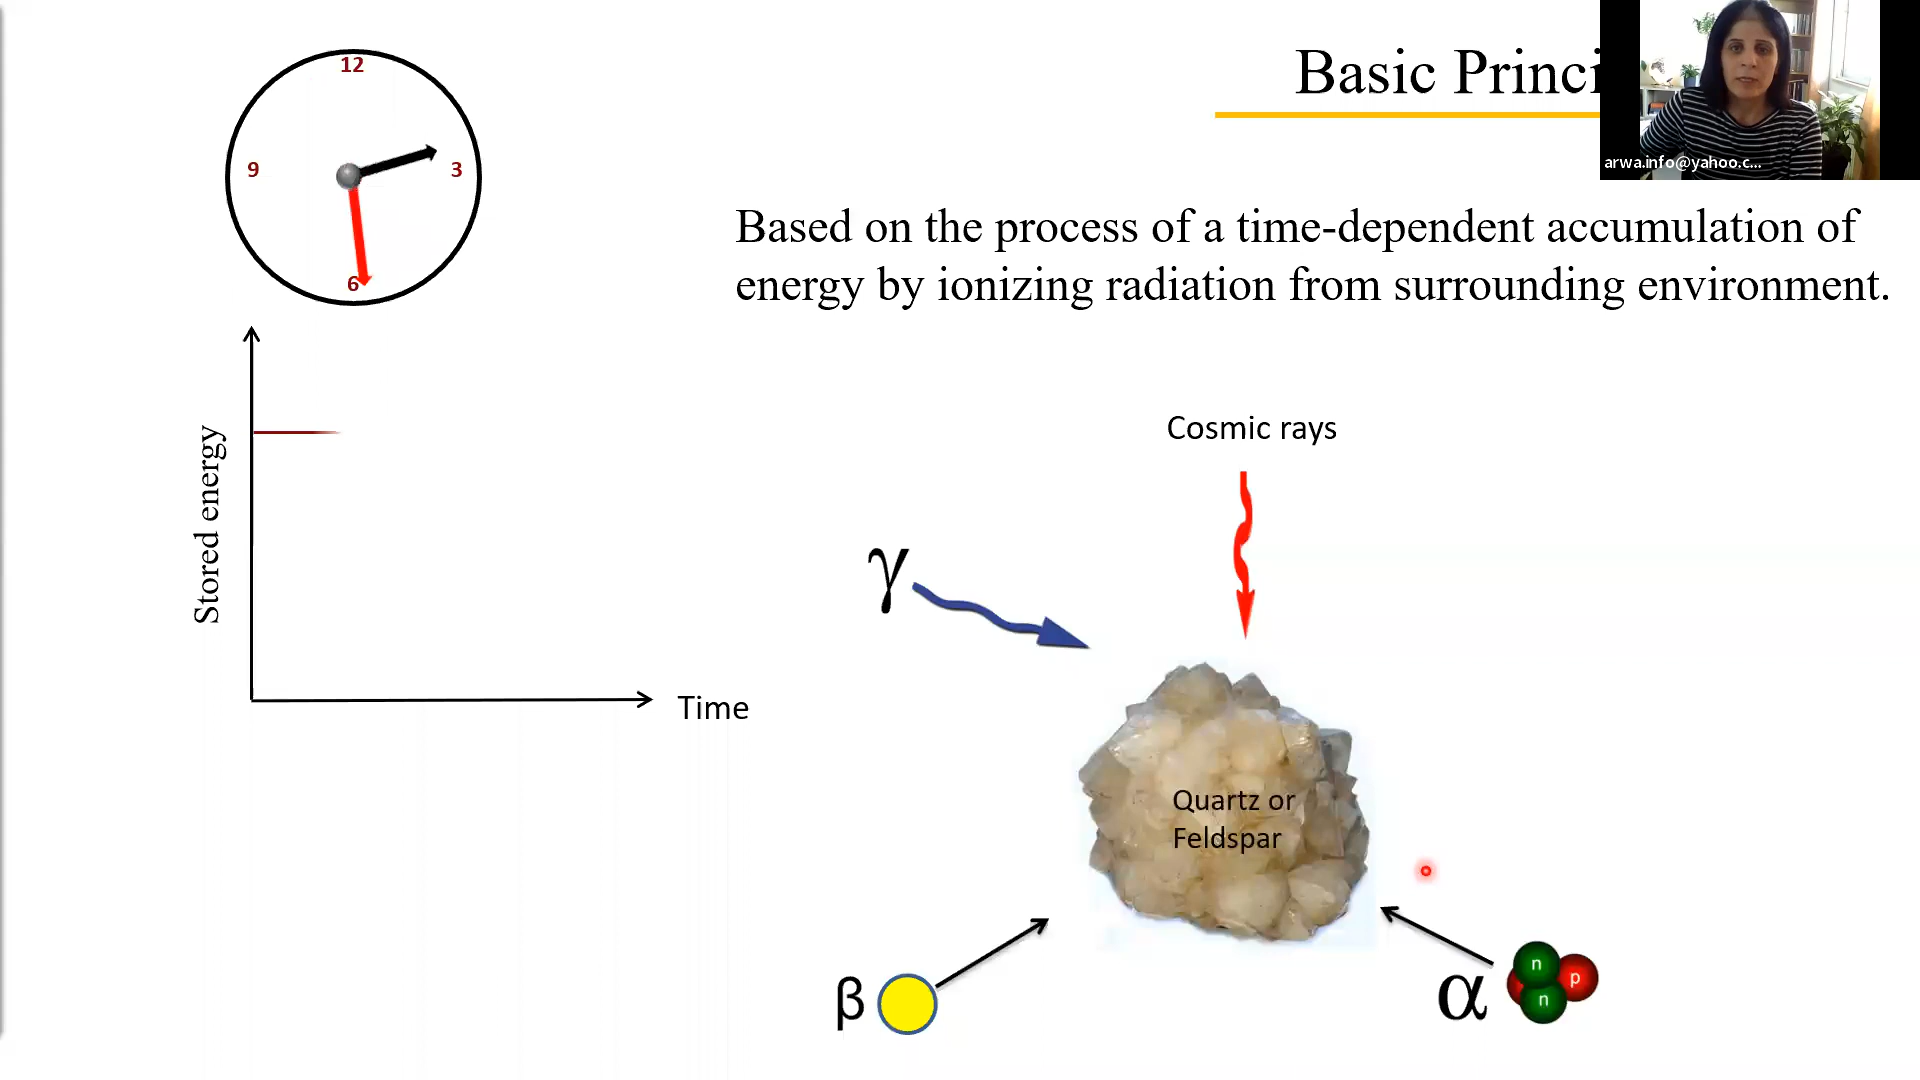 12
9
3
6
Basic Princi
arwa.info@yahoo.c...
Based on the process of a time-dependent accumulation of
energy by ionizing radiation from surrounding environment.
Stored energy
Time
Cosmic rays
γ
Quartz or
Feldspar
β
α
n
p
n